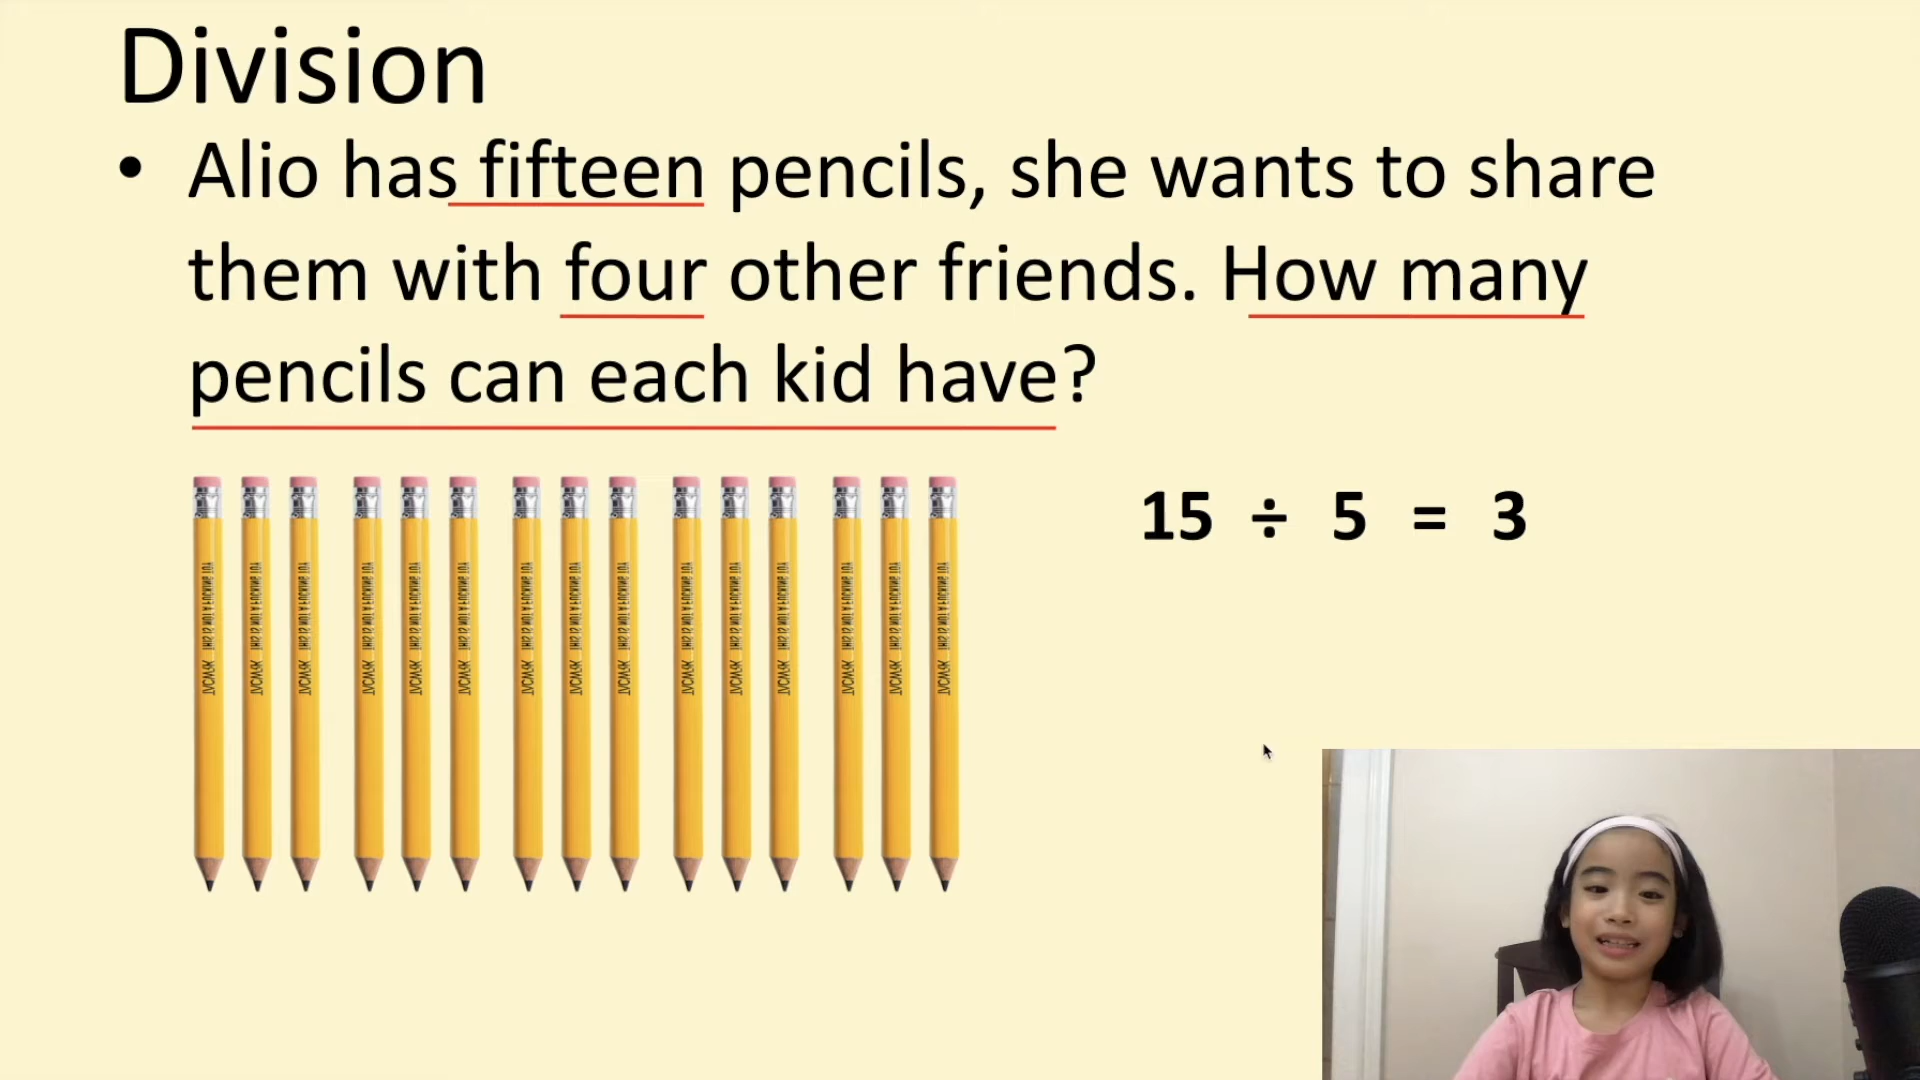 Division
• Alio has fifteen pencils, she wants to share
them with four other friends. How many
pencils can each kid have?
15 ÷ 5 = 3